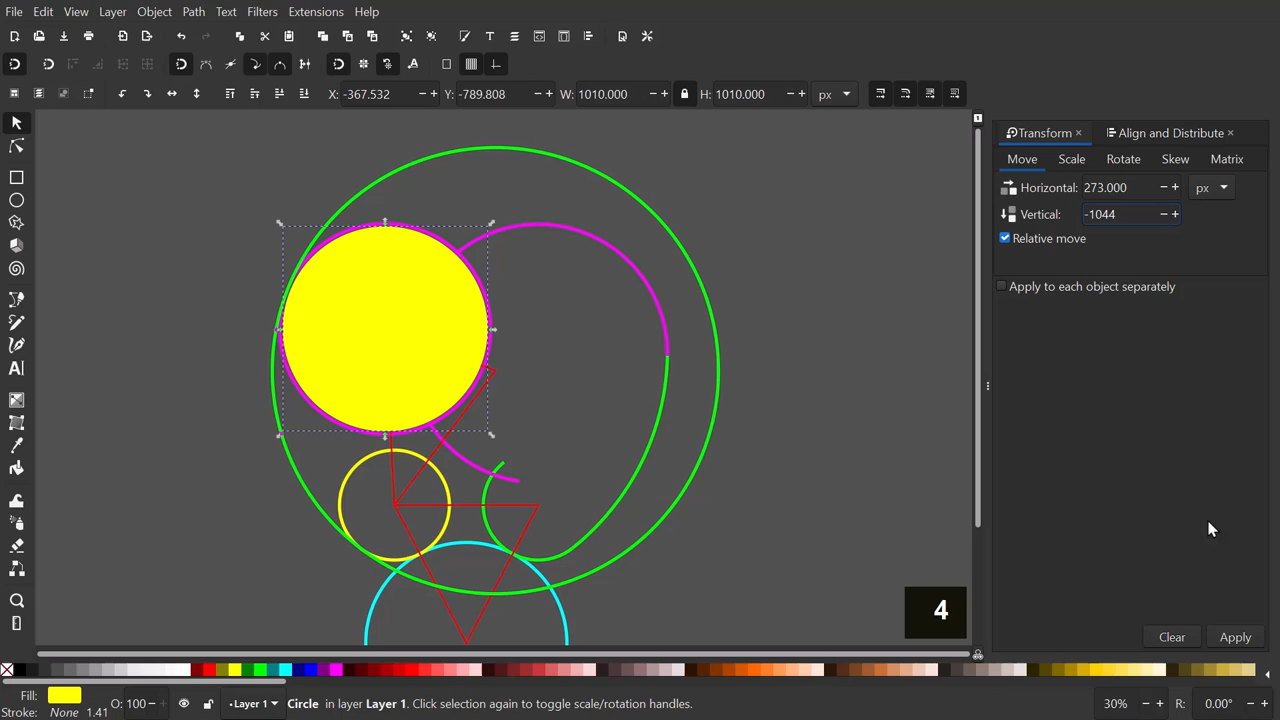 File Edit View Layer Object Path Text Filters Extensions Help
X: -367.532 Y: -789.808 W: 1010.000 H: 1010.000 px
1
Transform Align and Distribute
Move Scale Rotate Skew Matrix
Horizontal: 273.000 px
Vertical: -1044
Relative move
Apply to each object separately
4
Clear Apply
Fill: O: 100 Layer 1 Circle in layer Layer 1. Click selection again to toggle scale/rotation handles. 30% R: 0.00°
Stroke: None 1.41